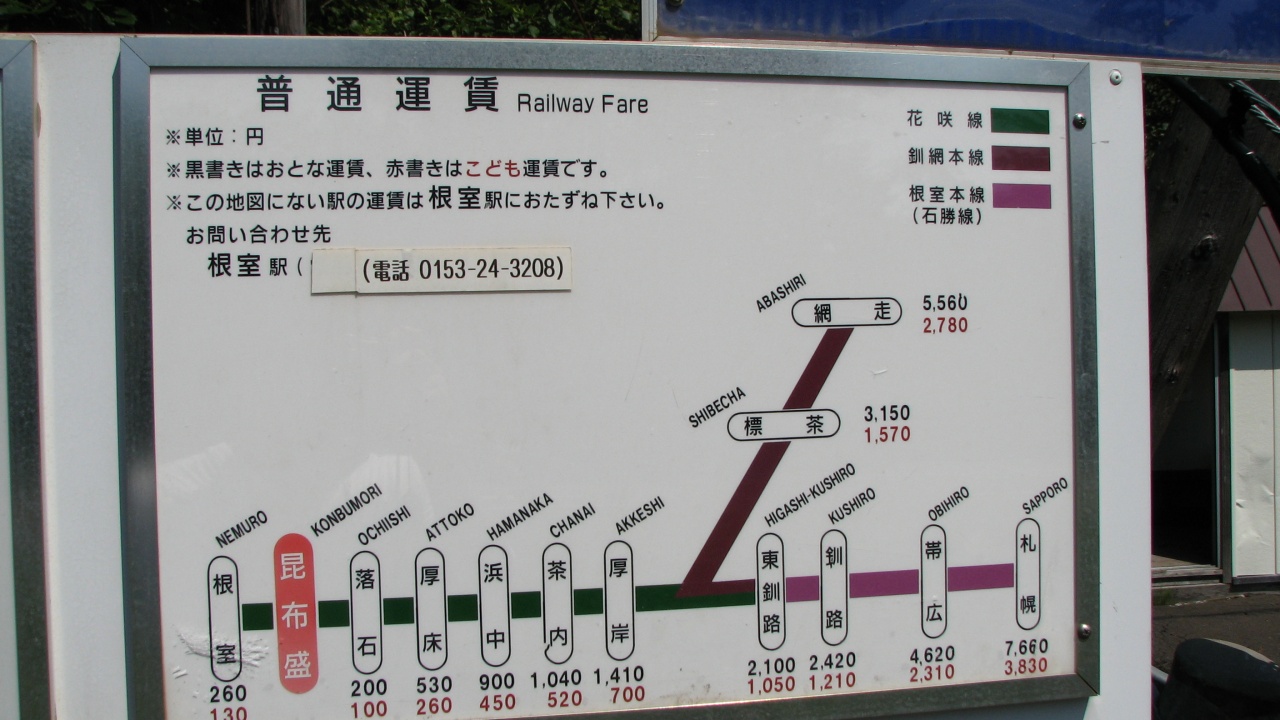 普通運賃 Railway Fare
※単位：円
※黒書きはおとな運賃、赤書きはこども運賃です。
※この地図にない駅の運賃は根室駅におたずね下さい。
お問い合わせ先
根室駅 (
(電話 0153-24-3208)
花咲線
釧網本線
根室本線
(石勝線)
ABASHIRI
網走
5,560
2,780
SHIBECHA
標茶
3,150
1,570
NEMURO
根室
260
130
KONBUMORI
昆布盛
OCHIISHI
落石
200
100
ATTOKO
厚床
530
260
HAMANAKA
浜中
900
450
CHANAI
茶内
1,040
520
AKKESHI
厚岸
1,410
700
HIGASHI-KUSHIRO
東釧路
2,100
1,050
KUSHIRO
釧路
2,420
1,210
OBIHIRO
帯広
4,620
2,310
SAPPORO
札幌
7,660
3,830